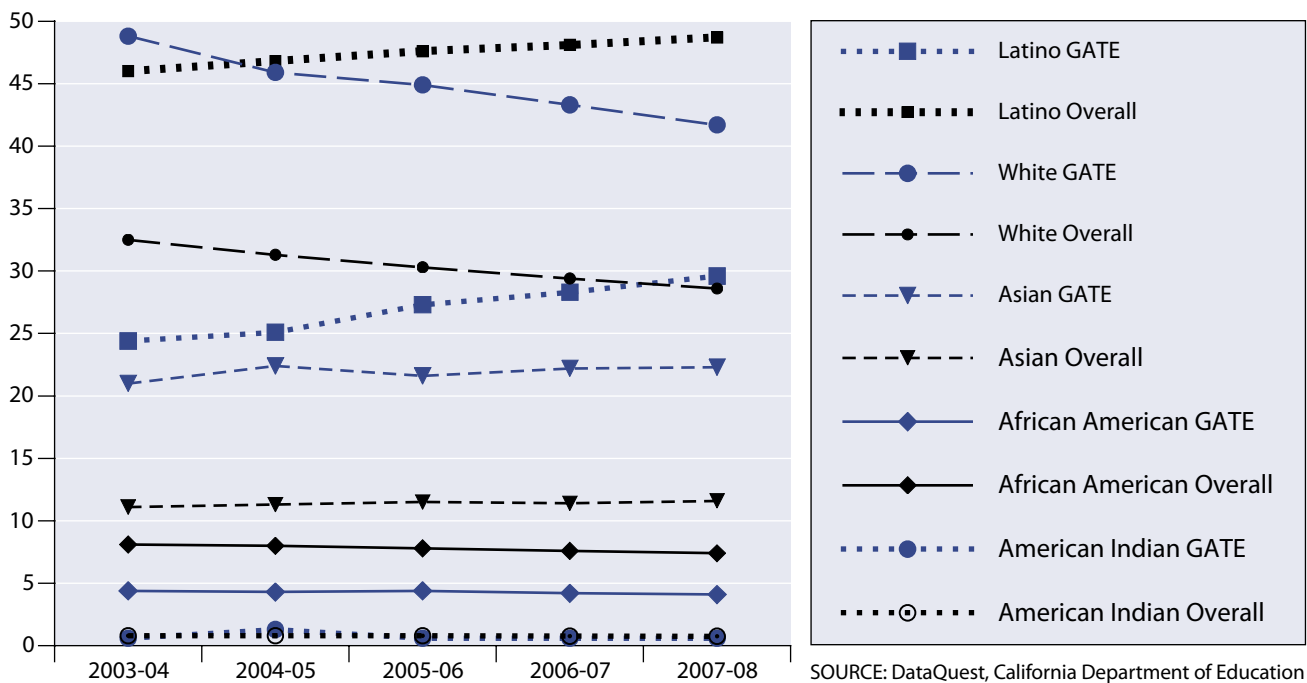 50
45
40
35
30
25
20
15
10
5
0
2003-04 2004-05 2005-06 2006-07 2007-08
Latino GATE
Latino Overall
White GATE
White Overall
Asian GATE
Asian Overall
African American GATE
African American Overall
American Indian GATE
American Indian Overall
SOURCE: DataQuest, California Department of Education